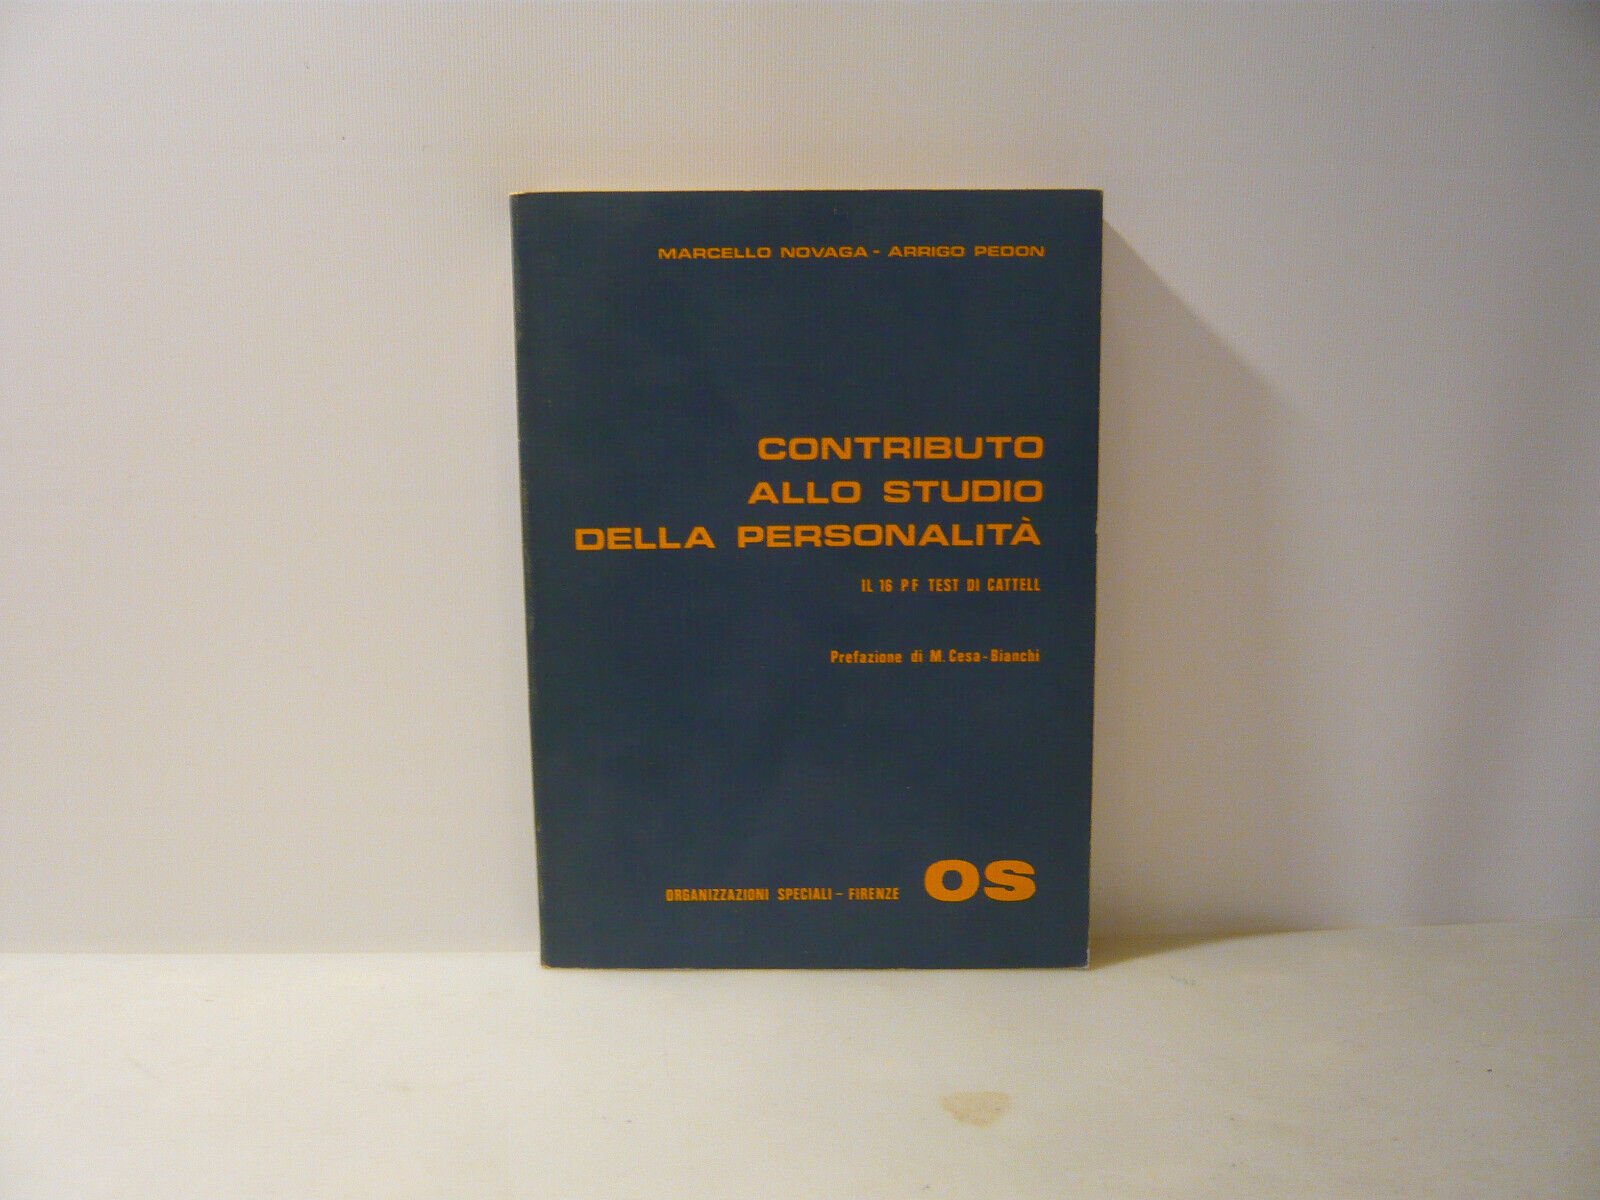 MARCELLO NOVAGA - ARRIGO PEDON
CONTRIBUTO
ALLO STUDIO
DELLA PERSONALITÀ
IL 16 P.F TEST DI CATTELL
Prefazione di M. Cesa-Bianchi
ORGANIZZAZIONI SPECIALI - FIRENZE OS